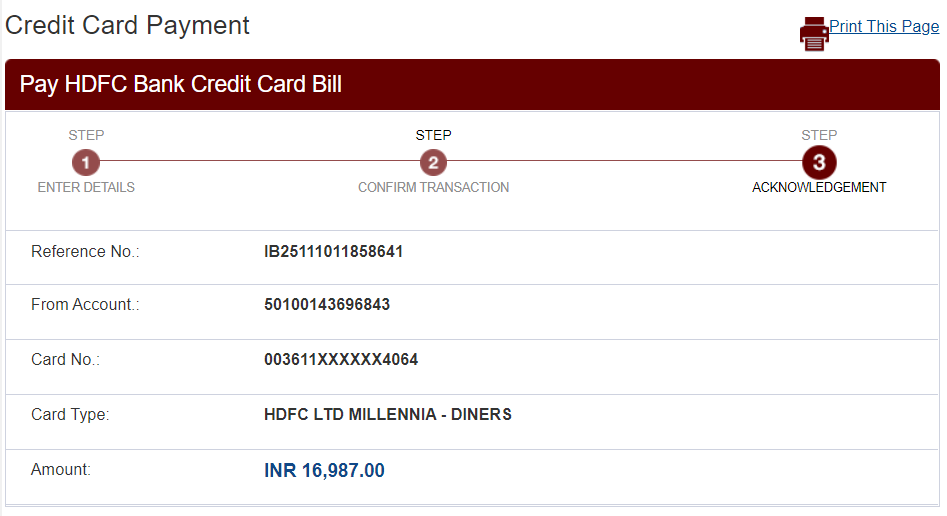 Credit Card Payment
Print This Page
Pay HDFC Bank Credit Card Bill
STEP STEP STEP
1 2 3
ENTER DETAILS CONFIRM TRANSACTION ACKNOWLEDGEMENT
Reference No.: IB25111011858641
From Account.: 50100143696843
Card No.: 003611XXXXXX4064
Card Type: HDFC LTD MILLENNIA - DINERS
Amount: INR 16,987.00